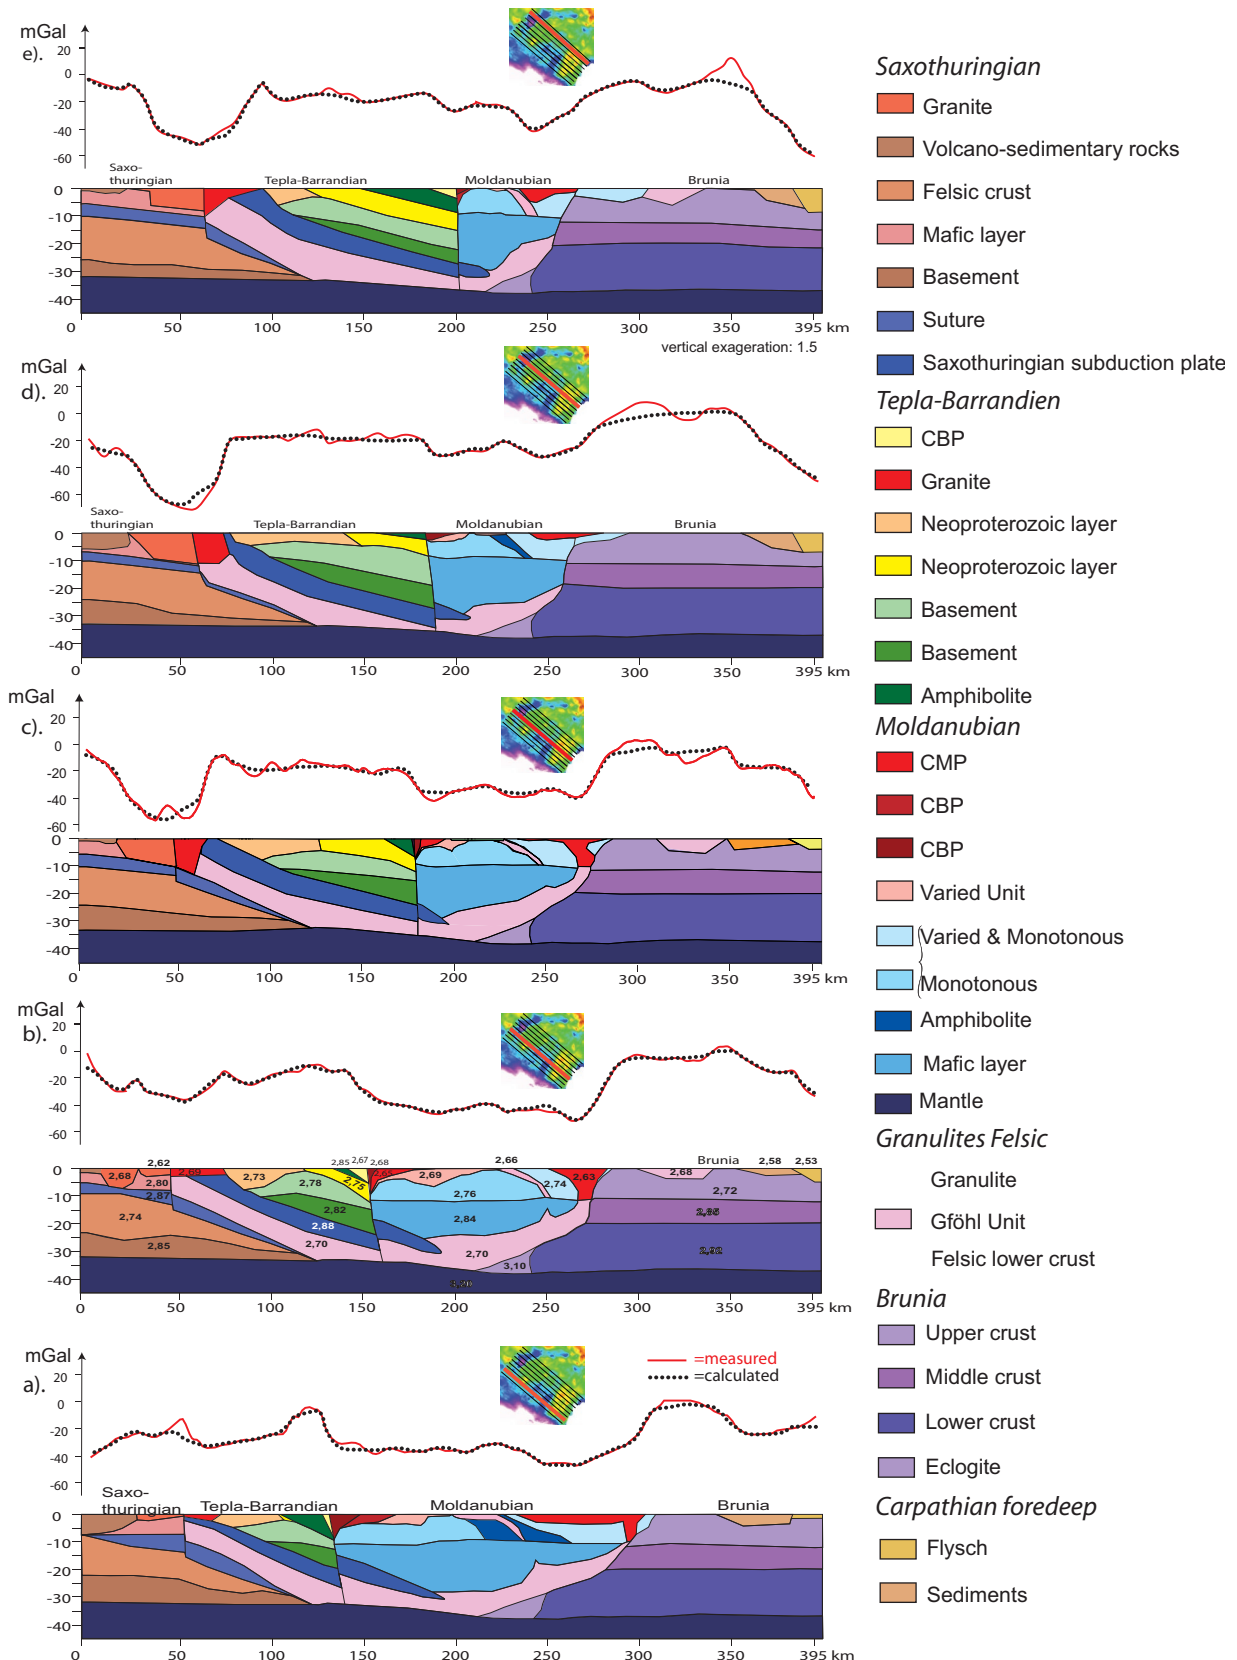 mGal
e).
20
0
-20
-40
-60
Saxo-
thuringian
Tepla-Barrandian
Moldanubian
Brunia
0
-10
-20
-30
-40
0 50 100 150 200 250 300 350 395 km
vertical exageration: 1.5
mGal
d).
20
0
-20
-40
-60
Saxo-
thuringian
Tepla-Barrandian
Moldanubian
Brunia
0
-10
-20
-30
-40
0 50 100 150 200 250 300 350 395 km
mGal
c).
20
0
-20
-40
-60
0
-10
-20
-30
-40
0 50 100 150 200 250 300 350 395 km
mGal
b).
20
0
-20
-40
-60
2,62 2,85 2,67 2,68 2,66 Brunia 2,58 2,53
0
-10
-20
-30
-40
2,68 2,69 2,73 2,78 2,75 2,65 2,69 2,74 2,63 2,68
2,80 2,87 2,82 2,76 2,72
2,74 2,88 2,84 2,85
2,85 2,70 2,70 3,10 2,92
3,20
0 50 100 150 200 250 300 350 395 km
mGal
a).
20
0
-20
-40
-60
=measured
=calculated
Saxo-
thuringian
Tepla-Barrandian
Moldanubian
Brunia
0
-10
-20
-30
-40
0 50 100 150 200 250 300 350 395 km
Saxothuringian
Granite
Volcano-sedimentary rocks
Felsic crust
Mafic layer
Basement
Suture
Saxothuringian subduction plate
Tepla-Barrandien
CBP
Granite
Neoproterozoic layer
Neoproterozoic layer
Basement
Basement
Amphibolite
Moldanubian
CMP
CBP
CBP
Varied Unit
Varied & Monotonous
Monotonous
Amphibolite
Mafic layer
Mantle
Granulites Felsic
Granulite
Gföhl Unit
Felsic lower crust
Brunia
Upper crust
Middle crust
Lower crust
Eclogite
Carpathian foredeep
Flysch
Sediments